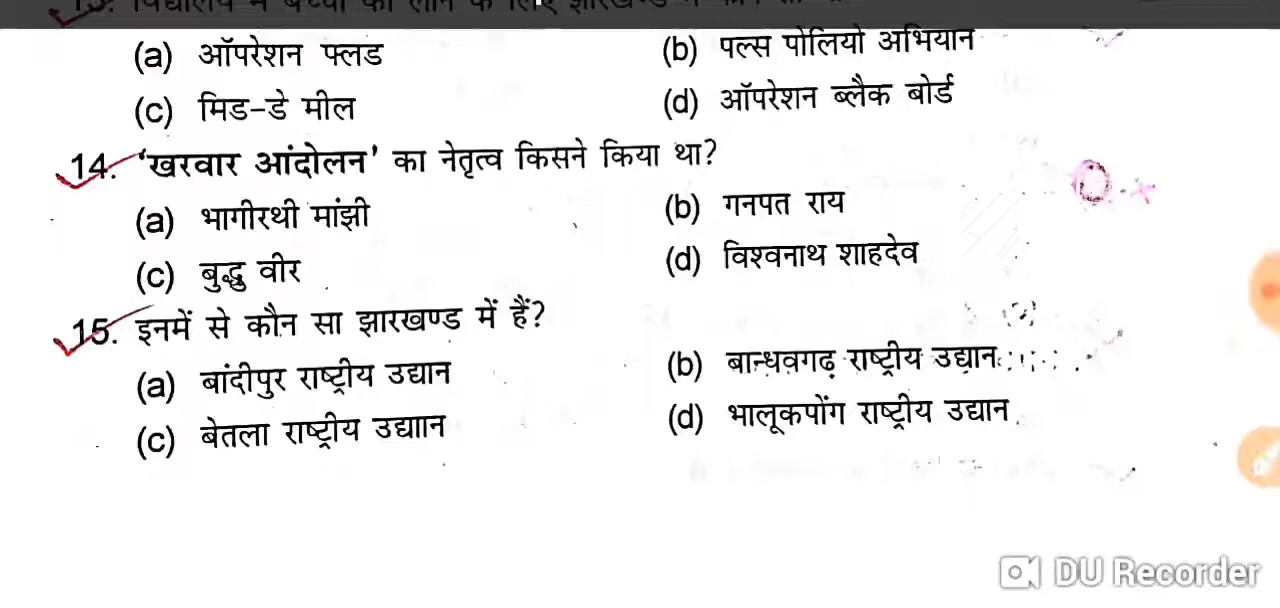 (a) ऑपरेशन फ्लड (b) पल्स पोलियो अभियान
(c) मिड-डे मील (d) ऑपरेशन ब्लैक बोर्ड
14. 'खरवार आंदोलन' का नेतृत्व किसने किया था?
(a) भागीरथी मांझी (b) गनपत राय
(c) बुद्धु वीर (d) विश्वनाथ शाहदेव
15. इनमें से कौन सा झारखण्ड में हैं?
(a) बांदीपुर राष्ट्रीय उद्यान (b) बान्धवगढ़ राष्ट्रीय उद्यान
(c) बेतला राष्ट्रीय उद्याान (d) भालूकपोंग राष्ट्रीय उद्यान
DU Recorder